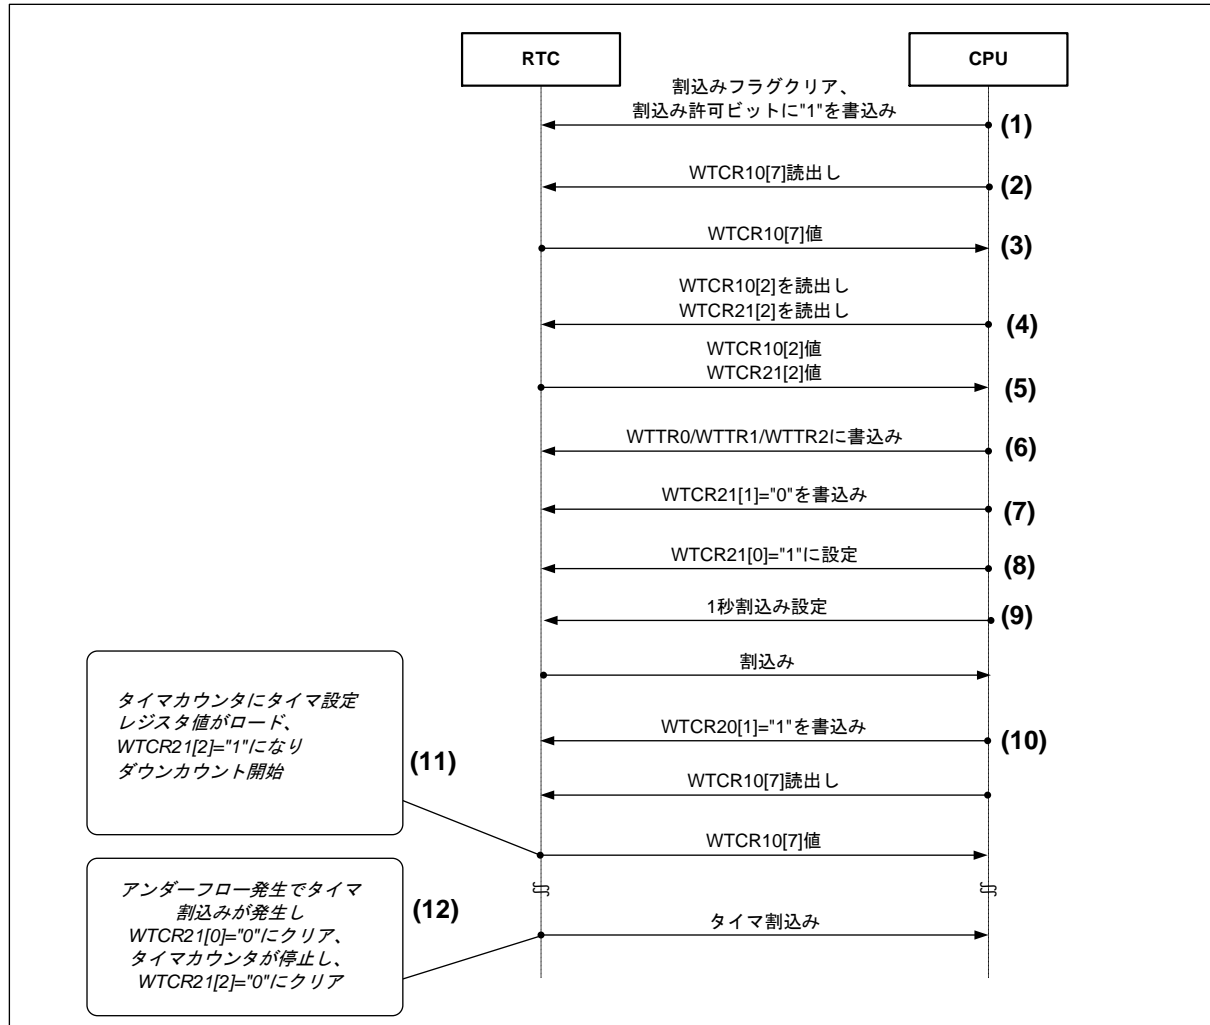 RTC
CPU
割込みフラグクリア、
割込み許可ビットに"1"を書込み
(1)
WTCR10[7]読出し
(2)
WTCR10[7]値
(3)
WTCR10[2]を読出し
WTCR21[2]を読出し
(4)
WTCR10[2]値
WTCR21[2]値
(5)
WTTR0/WTTR1/WTTR2に書込み
(6)
WTCR21[1]="0"を書込み
(7)
WTCR21[0]="1"に設定
(8)
1秒割込み設定
(9)
割込み
WTCR20[1]="1"を書込み
(10)
タイマカウンタにタイマ設定
レジスタ値がロード、
WTCR21[2]="1"になり
ダウンカウント開始
(11)
WTCR10[7]読出し
WTCR10[7]値
アンダーフロー発生でタイマ
割込みが発生し
WTCR21[0]="0"にクリア、
タイマカウンタが停止し、
WTCR21[2]="0"にクリア
(12)
タイマ割込み